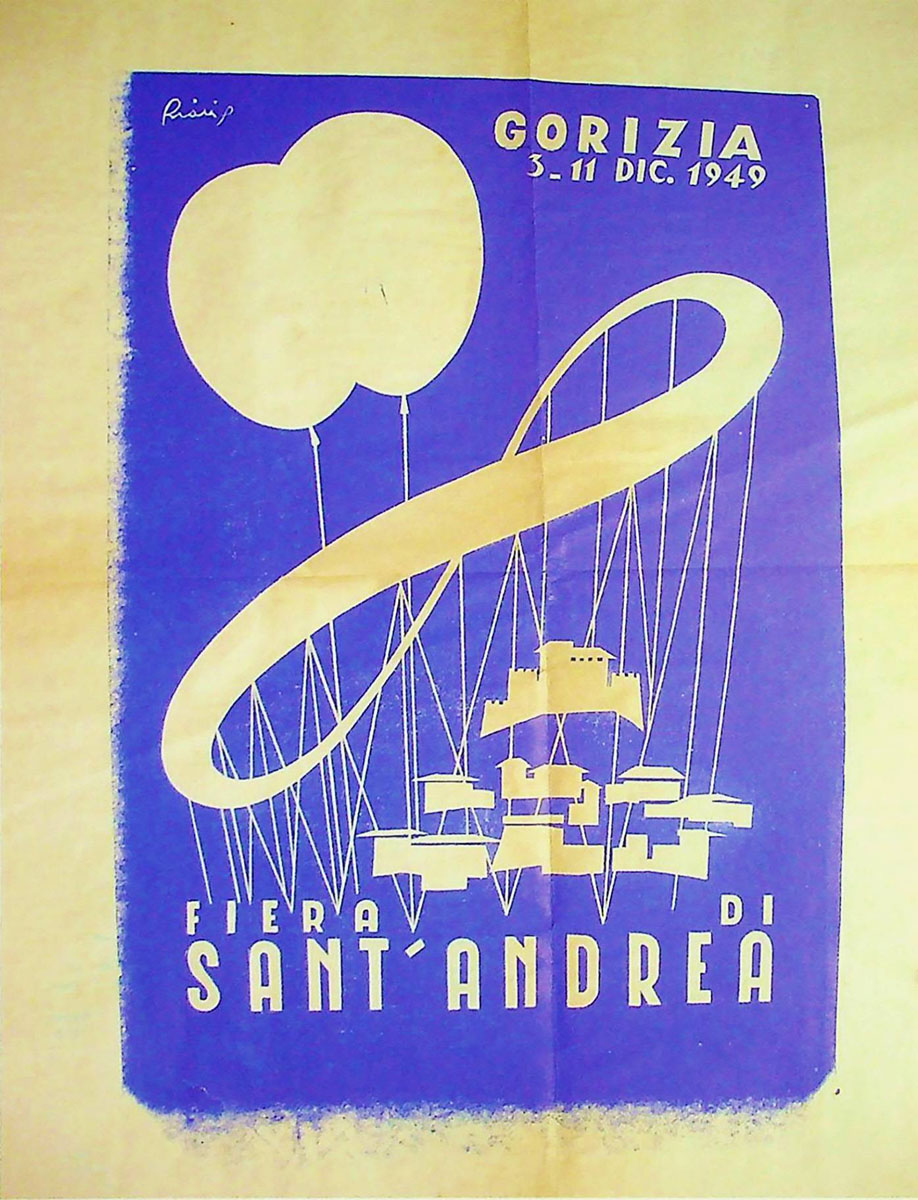 GORIZIA
3-11 DIC. 1949
FIERA DI
SANT'ANDREA